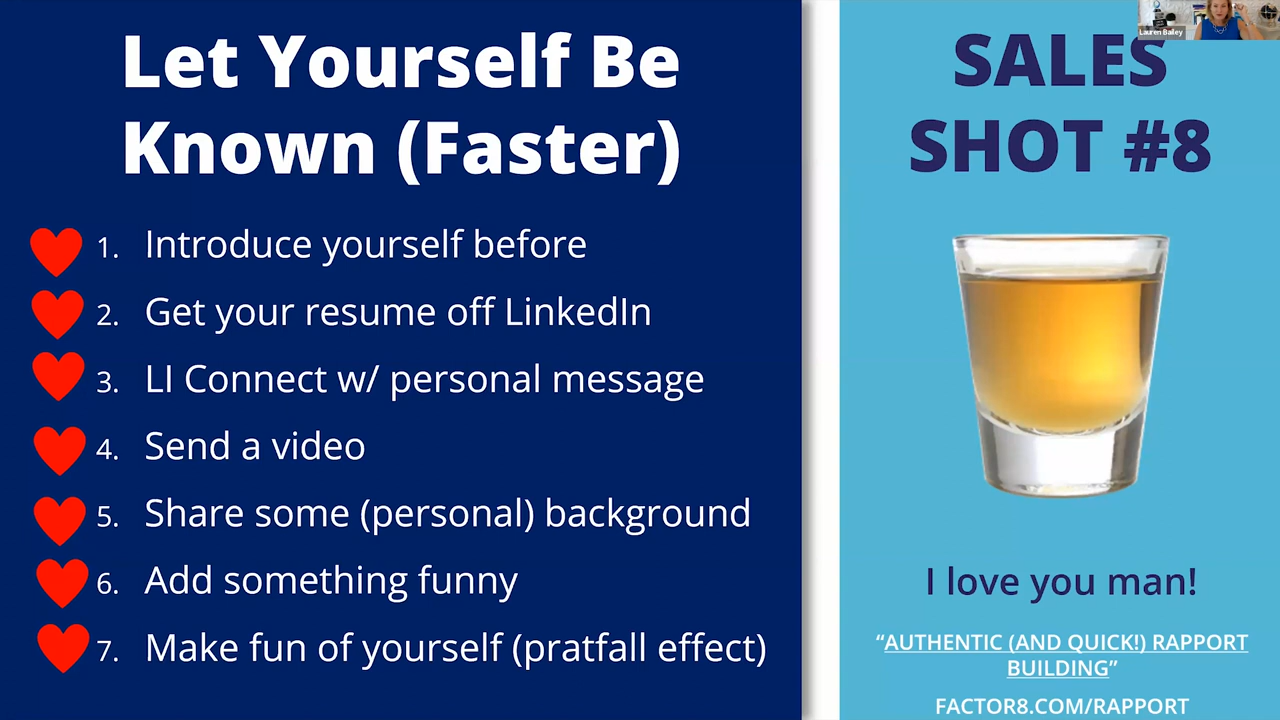 Let Yourself Be
Known (Faster)
1. Introduce yourself before
2. Get your resume off LinkedIn
3. LI Connect w/ personal message
4. Send a video
5. Share some (personal) background
6. Add something funny
7. Make fun of yourself (pratfall effect)
Lauren Bailey
SALES
SHOT #8
I love you man!
“AUTHENTIC (AND QUICK!) RAPPORT
BUILDING”
FACTOR8.COM/RAPPORT